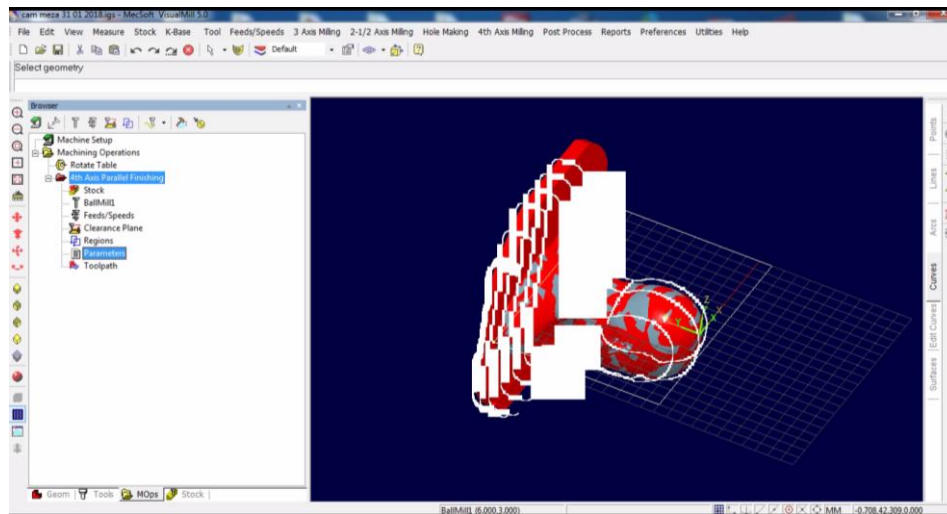 cam meza 31 01 2018.igs - MecSoft VisualMill 5.0
File Edit View Measure Stock K-Base Tool Feeds/Speeds 3 Axis Milling 2-1/2 Axis Milling Hole Making 4th Axis Milling Post Process Reports Preferences Utilities Help
Default
Select geometry
Browser
Machine Setup
Machining Operations
Rotate Table
4th Axis Parallel Finishing
Stock
BallMill1
Feeds/Speeds
Clearance Plane
Regions
Parameters
Toolpath
Z
Y
X
Points
Lines
Arcs
Curves
Edit Curves
Surfaces
Geom Tools MOps Stock
BallMill1 (6.000,3.000) MM -0.708,42.309,0.000